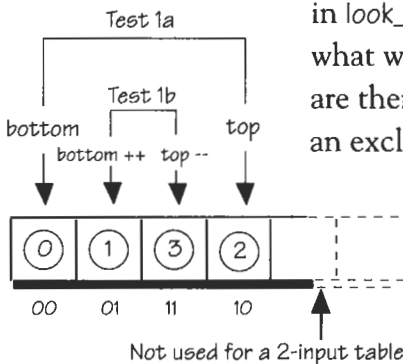 Test 1a
in look_
what w
Test 1b
are ther
bottom
top
an excl
bottom ++ top --
0 1 3 2
00 01 11 10
Not used for a 2-input table